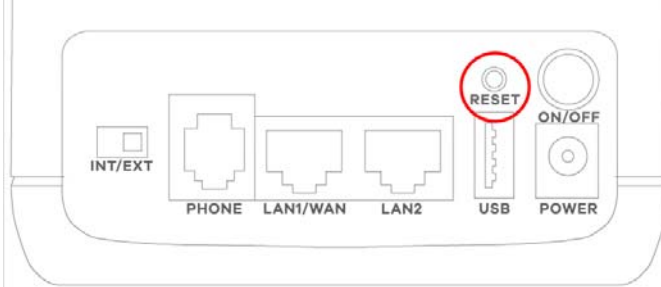 RESET
ON/OFF
INT/EXT
PHONE
LAN1/WAN
LAN2
USB
POWER